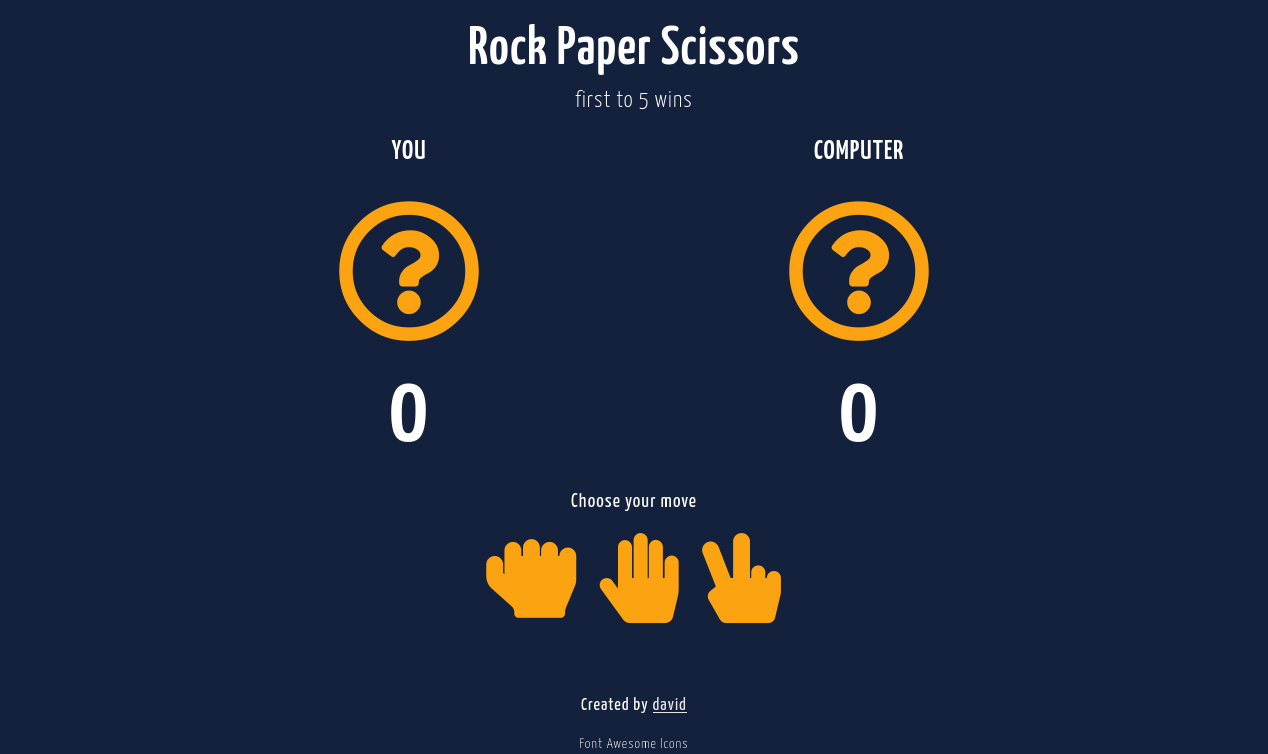 Rock Paper Scissors
first to 5 wins
YOU
COMPUTER
?
?
0
0
Choose your move
Created by david
Font Awesome Icons